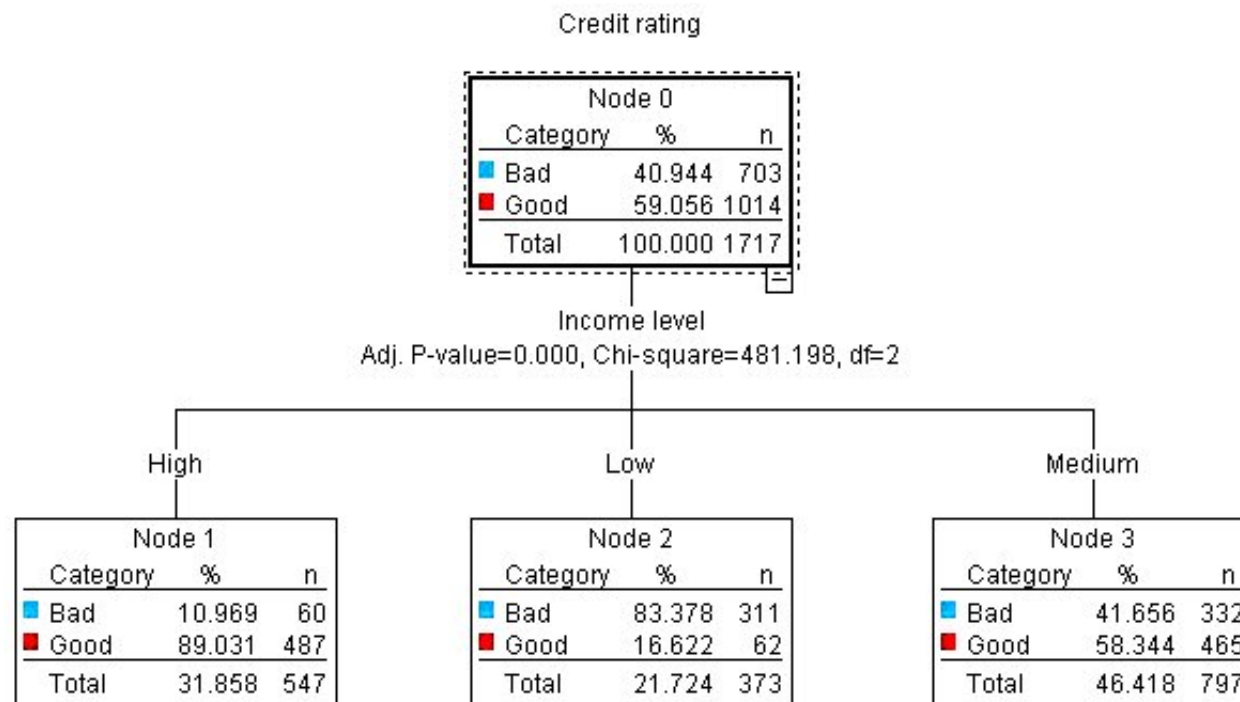 Credit rating
Node 0
Category % n
Bad 40.944 703
Good 59.056 1014
Total 100.000 1717
Income level
Adj. P-value=0.000, Chi-square=481.198, df=2
High
Low
Medium
Node 1
Category % n
Bad 10.969 60
Good 89.031 487
Total 31.858 547
Node 2
Category % n
Bad 83.378 311
Good 16.622 62
Total 21.724 373
Node 3
Category % n
Bad 41.656 332
Good 58.344 465
Total 46.418 797